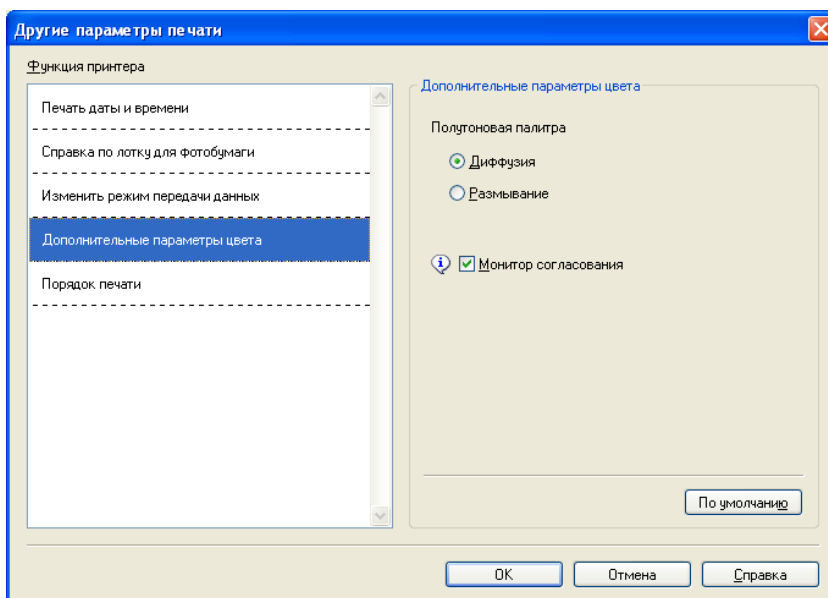 Другие параметры печати
Функция принтера
Печать даты и времени
Справка по лотку для фотобумаги
Изменить режим передачи данных
Дополнительные параметры цвета
Порядок печати
Дополнительные параметры цвета
Полутоновая палитра
Диффузия
Размывание
Монитор согласования
По умолчанию
OK
Отмена
Справка